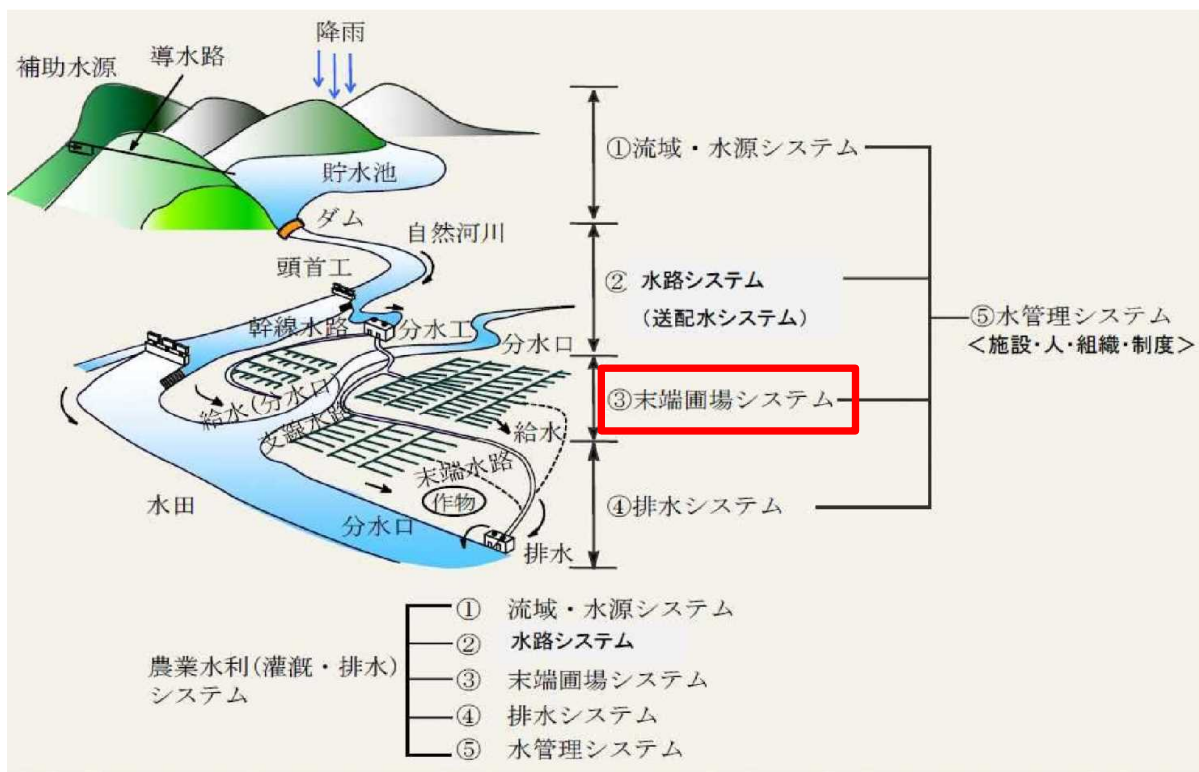 降雨
導水路
補助水源
貯水池
ダム
自然河川
頭首工
幹線水路
分水工
分水口
給水(分水口)
支線水路
給水
末端水路
作物
水田
分水口
排水
①流域・水源システム
② 水路システム
(送配水システム)
③末端圃場システム
④排水システム
⑤水管理システム
<施設・人・組織・制度>
農業水利(灌漑・排水)
システム
① 流域・水源システム
② 水路システム
③ 末端圃場システム
④ 排水システム
⑤ 水管理システム